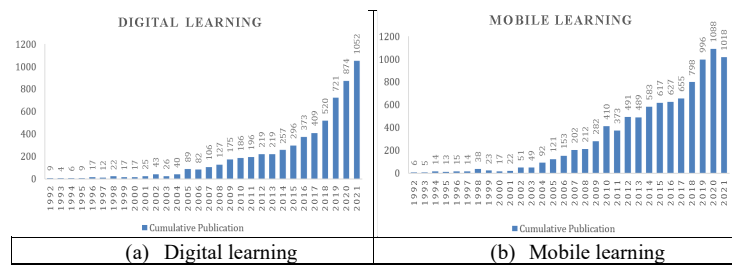 DIGITAL LEARNING
1200
1000
800
600
400
200
0
9 4 6 9 17 12 22 19 17 25 43 26 40 89 82 106 127 175 186 196 219 219 257 296 373 409 520 721 874 1052
1992 1993 1994 1995 1996 1997 1998 1999 2000 2001 2002 2003 2004 2005 2006 2007 2008 2009 2010 2011 2012 2013 2014 2015 2016 2017 2018 2019 2020 2021
Cumulative Publication
(a) Digital learning
MOBILE LEARNING
1200
1000
800
600
400
200
0
6 5 14 13 15 14 38 23 17 22 51 49 92 121 153 202 212 282 410 373 491 489 583 617 627 655 798 996 1088 1018
1992 1993 1994 1995 1996 1997 1998 1999 2000 2001 2002 2003 2004 2005 2006 2007 2008 2009 2010 2011 2012 2013 2014 2015 2016 2017 2018 2019 2020 2021
Cumulative Publication
(b) Mobile learning